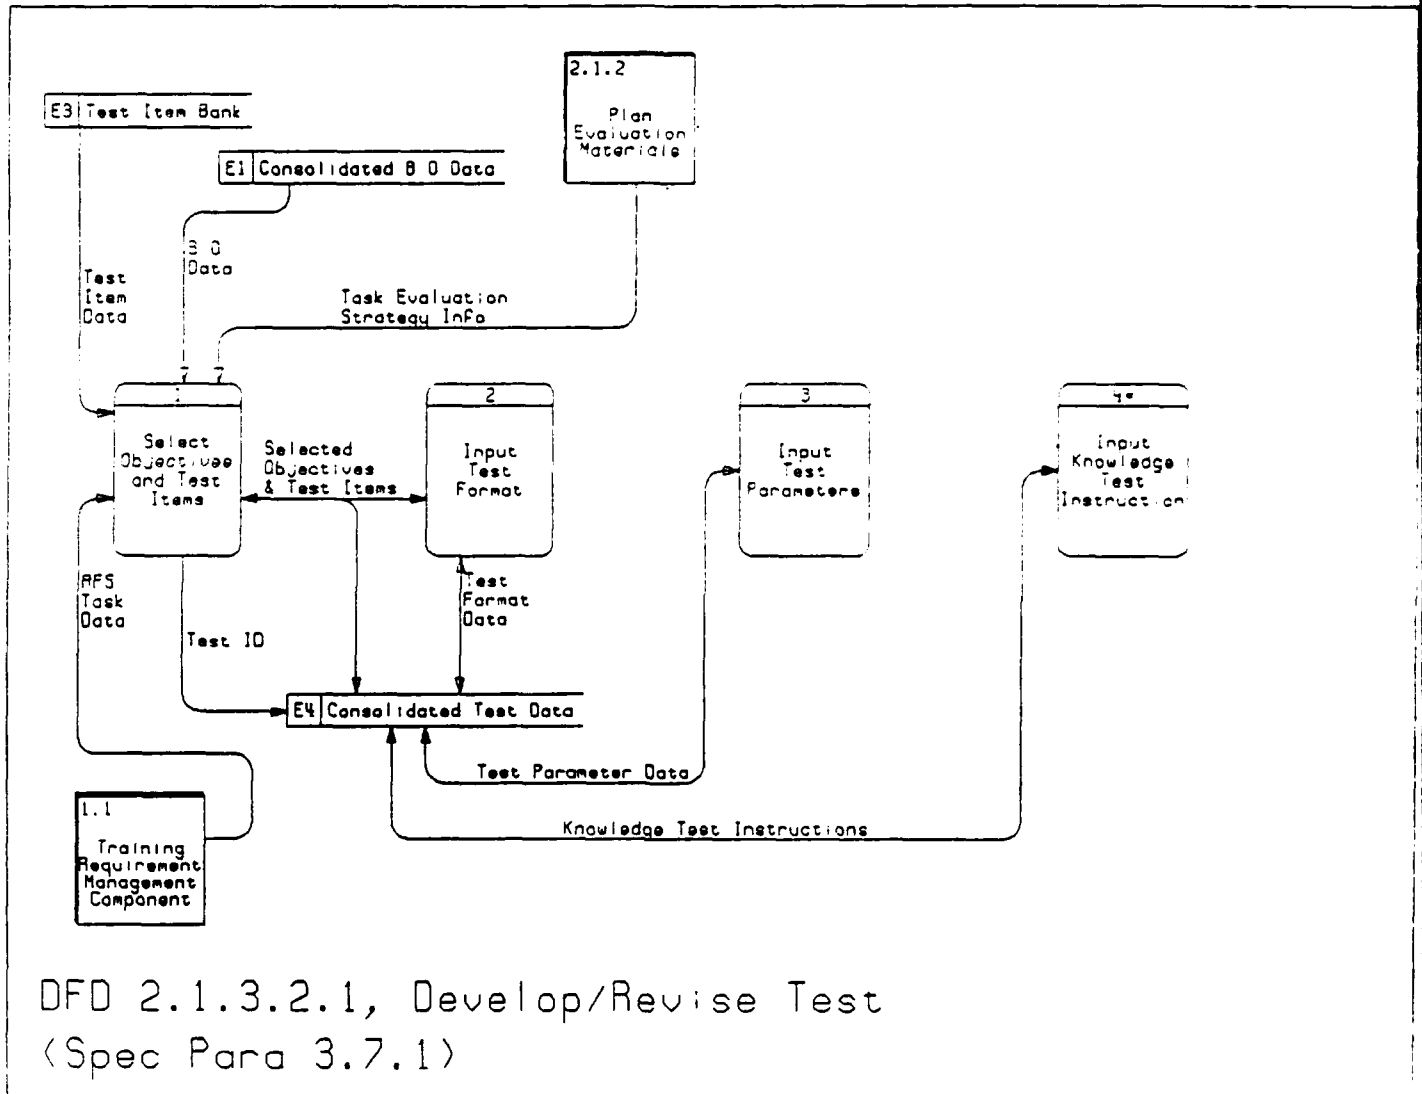 2.1.2
Plan
Evaluation
Materials
E3 Test Item Bank
E1 Consolidated B O Data
B O
Data
Test
Item
Data
Task Evaluation
Strategy Info
1
Select
Objectives
and Test
Items
Selected
Objectives
& Test Items
2
Input
Test
Format
3
Input
Test
Parameters
4*
Input
Knowledge
Test
Instruction
AFS
Task
Data
Test ID
Test
Format
Data
E4 Consolidated Test Data
Test Parameter Data
Knowledge Test Instructions
1.1
Training
Requirement
Management
Component
DFD 2.1.3.2.1, Develop/Revise Test
(Spec Para 3.7.1)